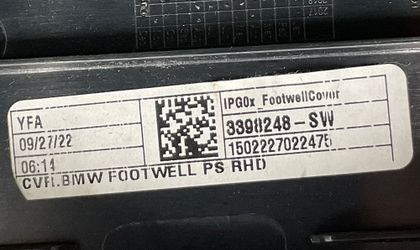 YFA
IPG0x_FootwellCover
09/27/22
3398248-SW
06:14
1502227022475
CVR.BMW FOOTWELL PS RHD